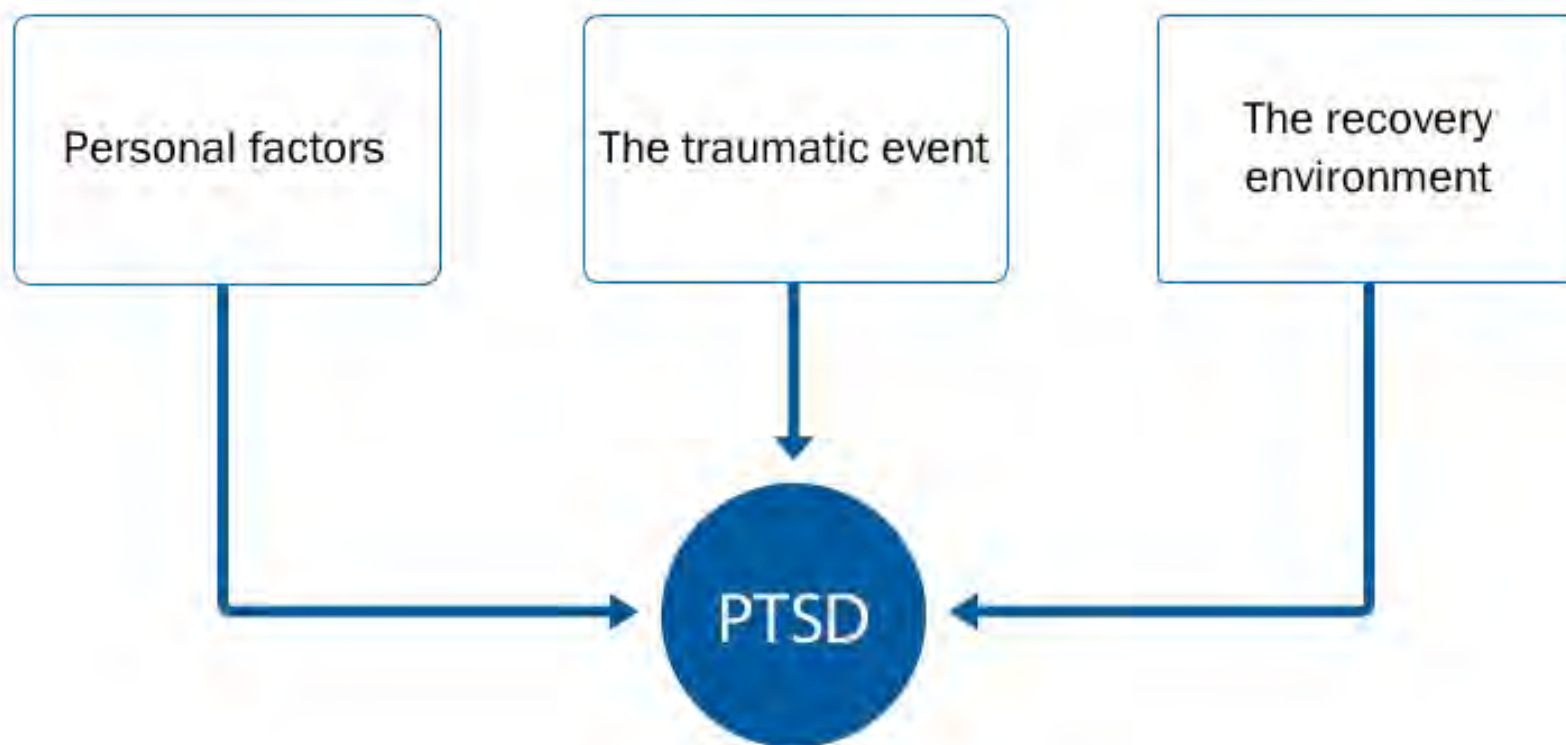 Personal factors
The traumatic event
The recovery
environment
PTSD